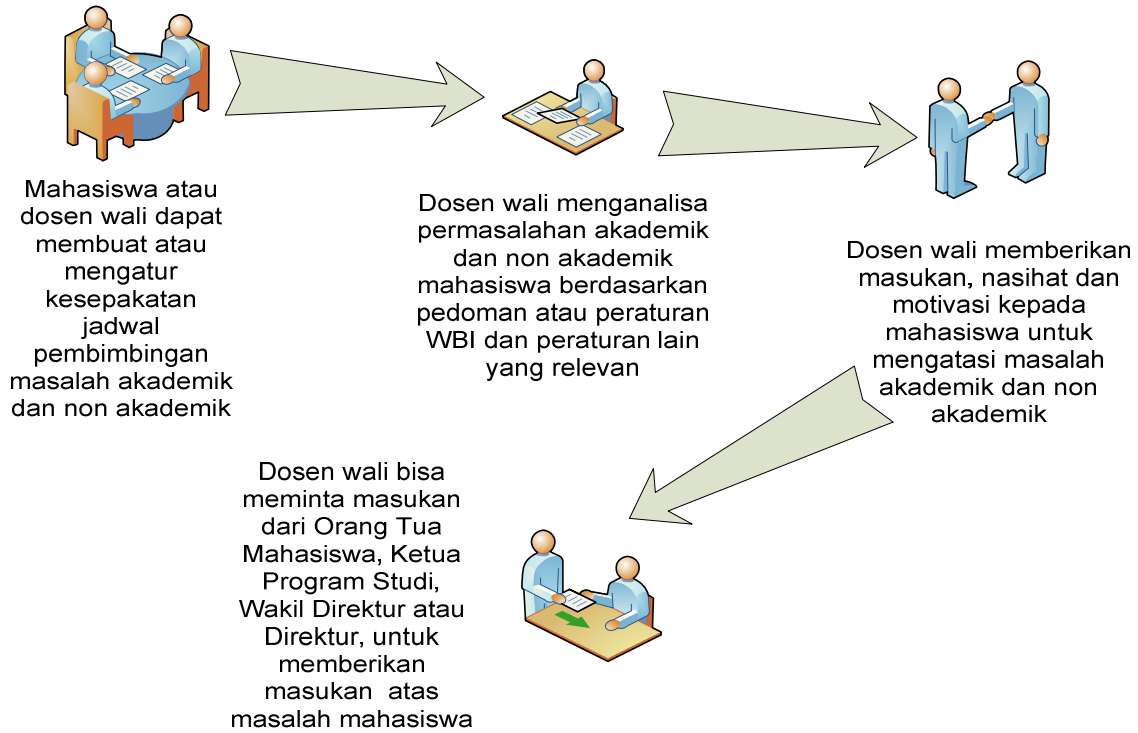 Mahasiswa atau
dosen wali dapat
membuat atau
mengatur
kesepakatan
jadwal
pembimbingan
masalah akademik
dan non akademik
Dosen wali menganalisa
permasalahan akademik
dan non akademik
mahasiswa berdasarkan
pedoman atau peraturan
WBI dan peraturan lain
yang relevan
Dosen wali memberikan
masukan, nasihat dan
motivasi kepada
mahasiswa untuk
mengatasi masalah
akademik dan non
akademik
Dosen wali bisa
meminta masukan
dari Orang Tua
Mahasiswa, Ketua
Program Studi,
Wakil Direktur atau
Direktur, untuk
memberikan
masukan atas
masalah mahasiswa